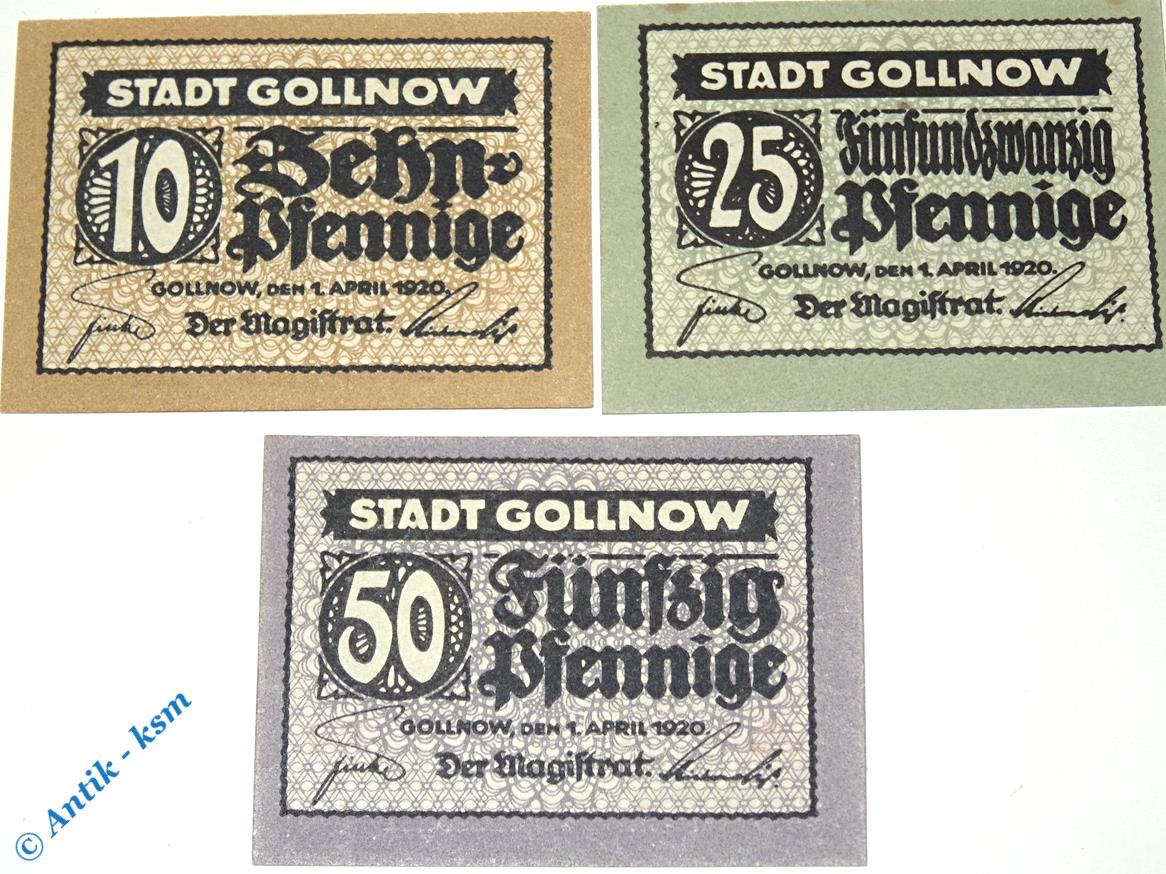 STADT GOLLNOW
10
Zehn-
Pfennige
GOLLNOW, DEN 1. APRIL 1920.
Der Magiſtrat.
STADT GOLLNOW
25
Fünfundzwanzig
Pfennige
GOLLNOW, DEN 1. APRIL 1920.
Der Magiſtrat.
STADT GOLLNOW
50
Fünfzig
Pfennige
GOLLNOW, DEN 1. APRIL 1920.
Der Magiſtrat.
© Antik - ksm